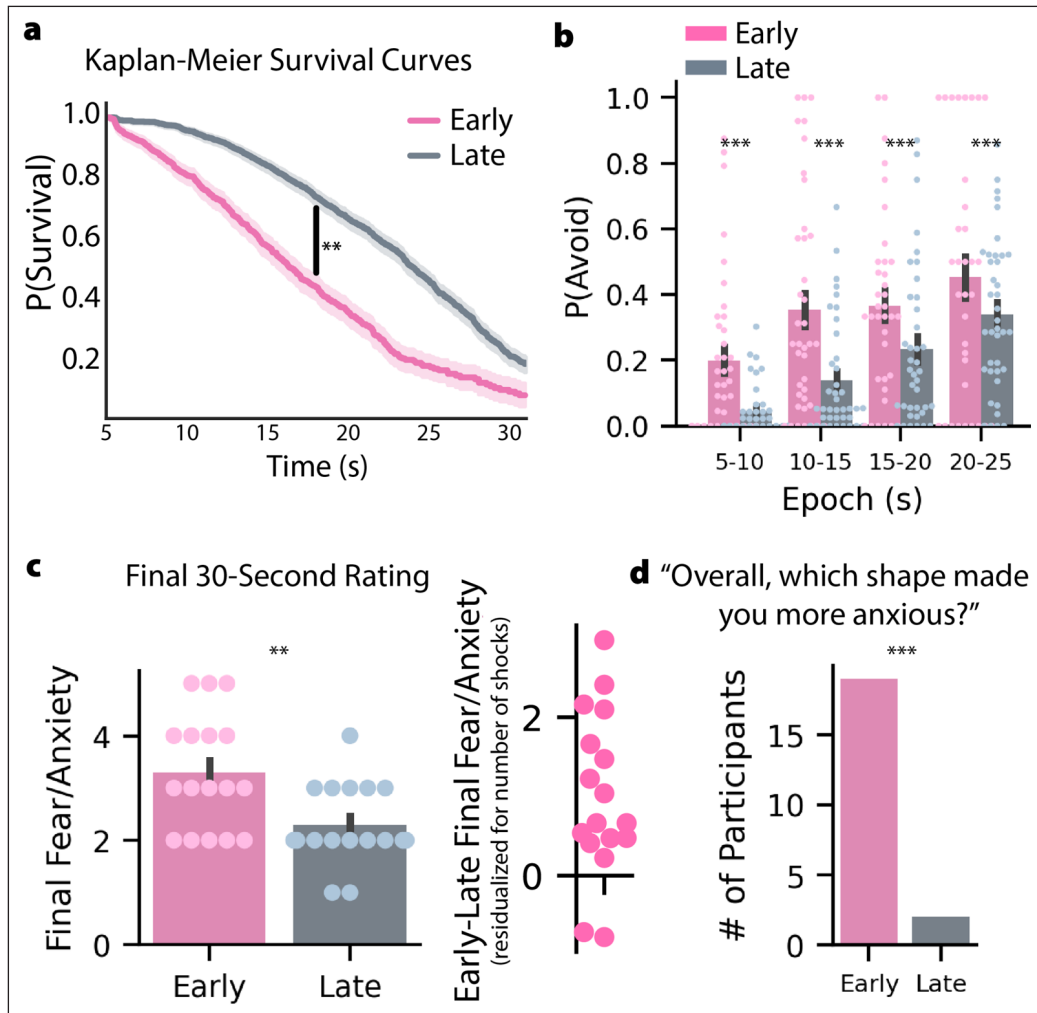 a
Kaplan-Meier Survival Curves
P(Survival)
1.0
0.8
0.6
0.4
0.2
Early
Late
**
5 10 15 20 25 30
Time (s)
b
Early
Late
P(Avoid)
1.0
0.8
0.6
0.4
0.2
0.0
*** *** *** ***
5-10 10-15 15-20 20-25
Epoch (s)
c
Final 30-Second Rating
**
Final Fear/Anxiety
4
2
0
Early Late
Early-Late Final Fear/Anxiety
(residualized for number of shocks)
2
0
d
“Overall, which shape made
you more anxious?”
***
# of Participants
15
10
5
0
Early Late